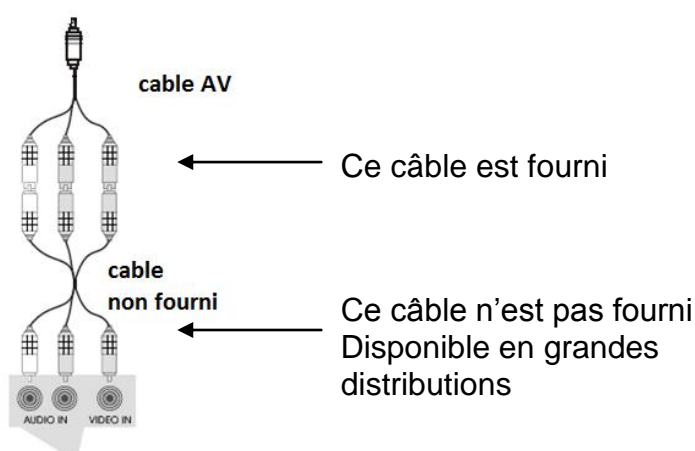 cable AV
Ce câble est fourni
cable
non fourni
Ce câble n’est pas fourni
Disponible en grandes
distributions
AUDIO IN VIDEO IN